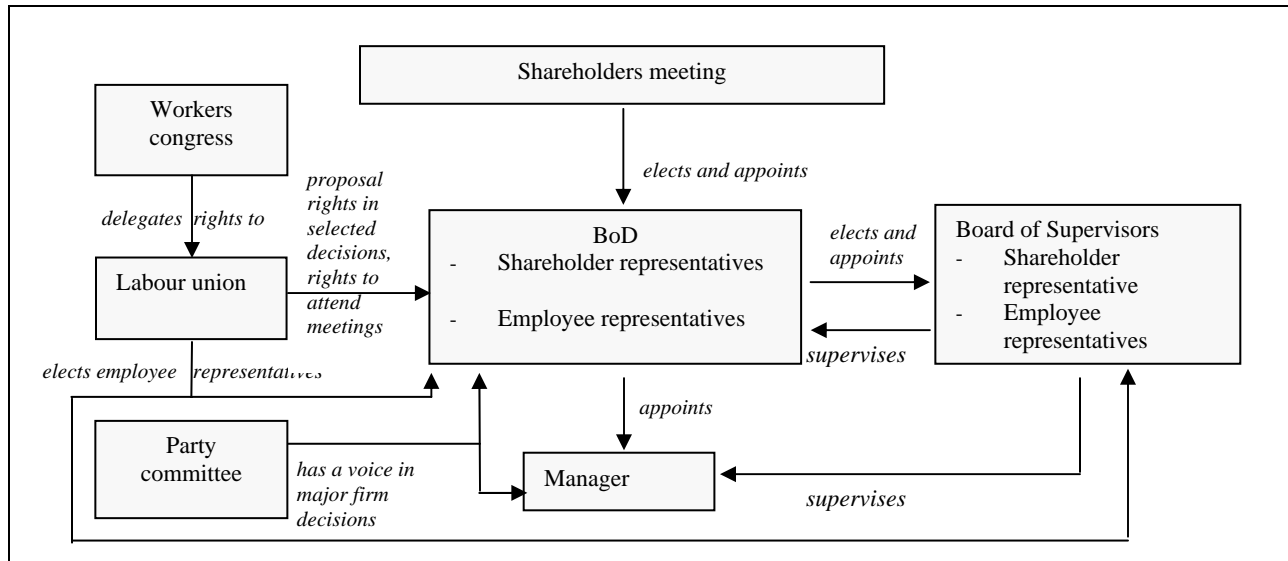 Shareholders meeting
Workers
congress
elects and appoints
proposal
rights in
selected
decisions,
rights to
attend
meetings
delegates rights to
Labour union
BoD
- Shareholder representatives
- Employee representatives
elects and
appoints
Board of Supervisors
- Shareholder
representative
- Employee
representatives
supervises
elects employee representatives
appoints
Party
committee
has a voice in
major firm
decisions
Manager
supervises